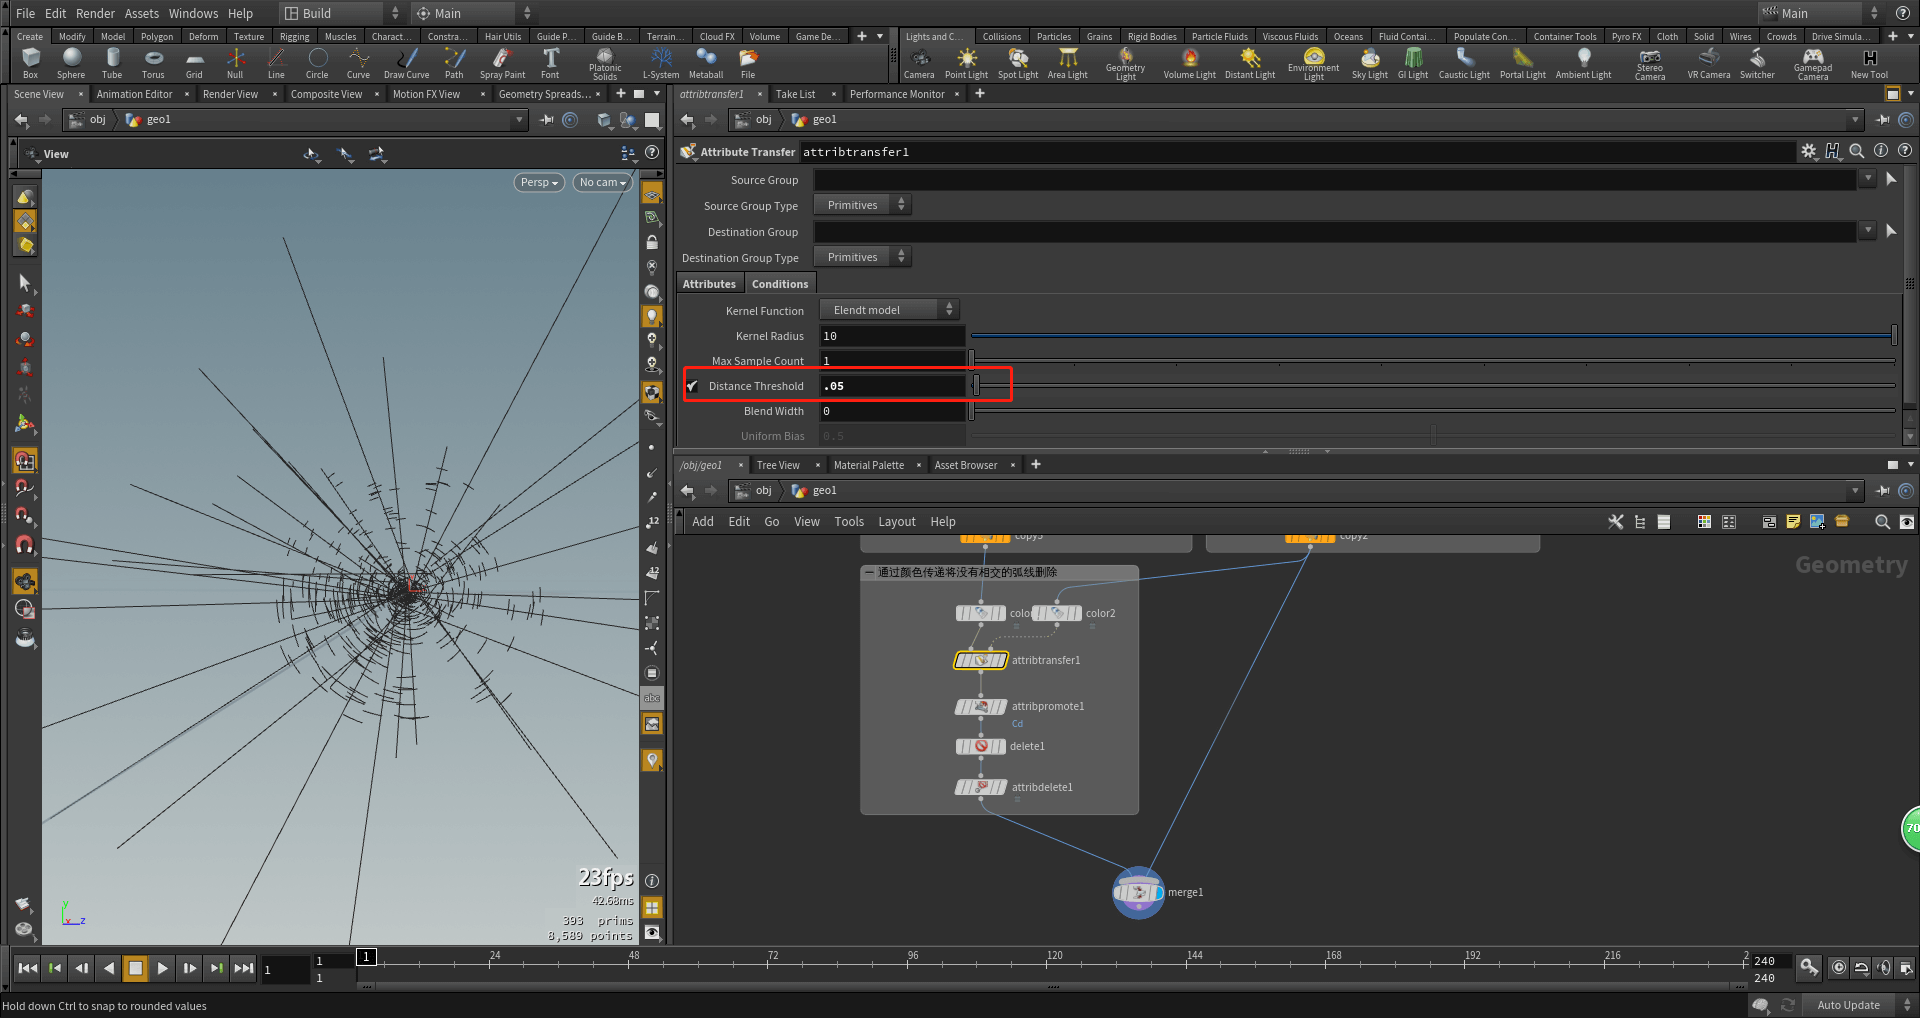 File Edit Render Assets Windows Help Build Main Main
Create Modify Model Polygon Deform Texture Rigging Muscles Charact... Constra... Hair Utils Guide P... Guide B... Terrain... Cloud FX Volume Game De... Lights and C... Collisions Particles Grains Rigid Bodies Particle Fluids Viscous Fluids Oceans Fluid Contai... Populate Con... Container Tools Pyro FX Cloth Solid Wires Crowds Drive Simula...
Box Sphere Tube Torus Grid Null Line Circle Curve Draw Curve Path Spray Paint Font Platonic Solids L-System Metaball File Camera Point Light Spot Light Area Light Geometry Light Volume Light Distant Light Environment Light Sky Light GI Light Caustic Light Portal Light Ambient Light Stereo Camera VR Camera Switcher Gamepad Camera New Tool
Scene View Animation Editor Render View Composite View Motion FX View Geometry Spreads... attribtransfer1 Take List Performance Monitor
obj geo1 obj geo1
View
Attribute Transfer attribtransfer1
Persp No cam
Source Group
Source Group Type Primitives
Destination Group
Destination Group Type Primitives
Attributes Conditions
Kernel Function Elendt model
Kernel Radius 10
Max Sample Count 1
Distance Threshold .05
Blend Width 0
Uniform Bias 0.5
/obj/geo1 Tree View Material Palette Asset Browser
obj geo1
Add Edit Go View Tools Layout Help
copy3 copy2
Geometry
通过颜色传递将没有相交的弧线删除
color color2
attribtransfer1
attribpromote1
Cd
delete1
attribdelete1
merge1
12
12
abc
70
23fps
42.68ms
393 prims
8,589 points
y
x z
1 1 1 1 24 48 72 96 120 144 168 192 216 2 240 240
Hold down Ctrl to snap to rounded values Auto Update